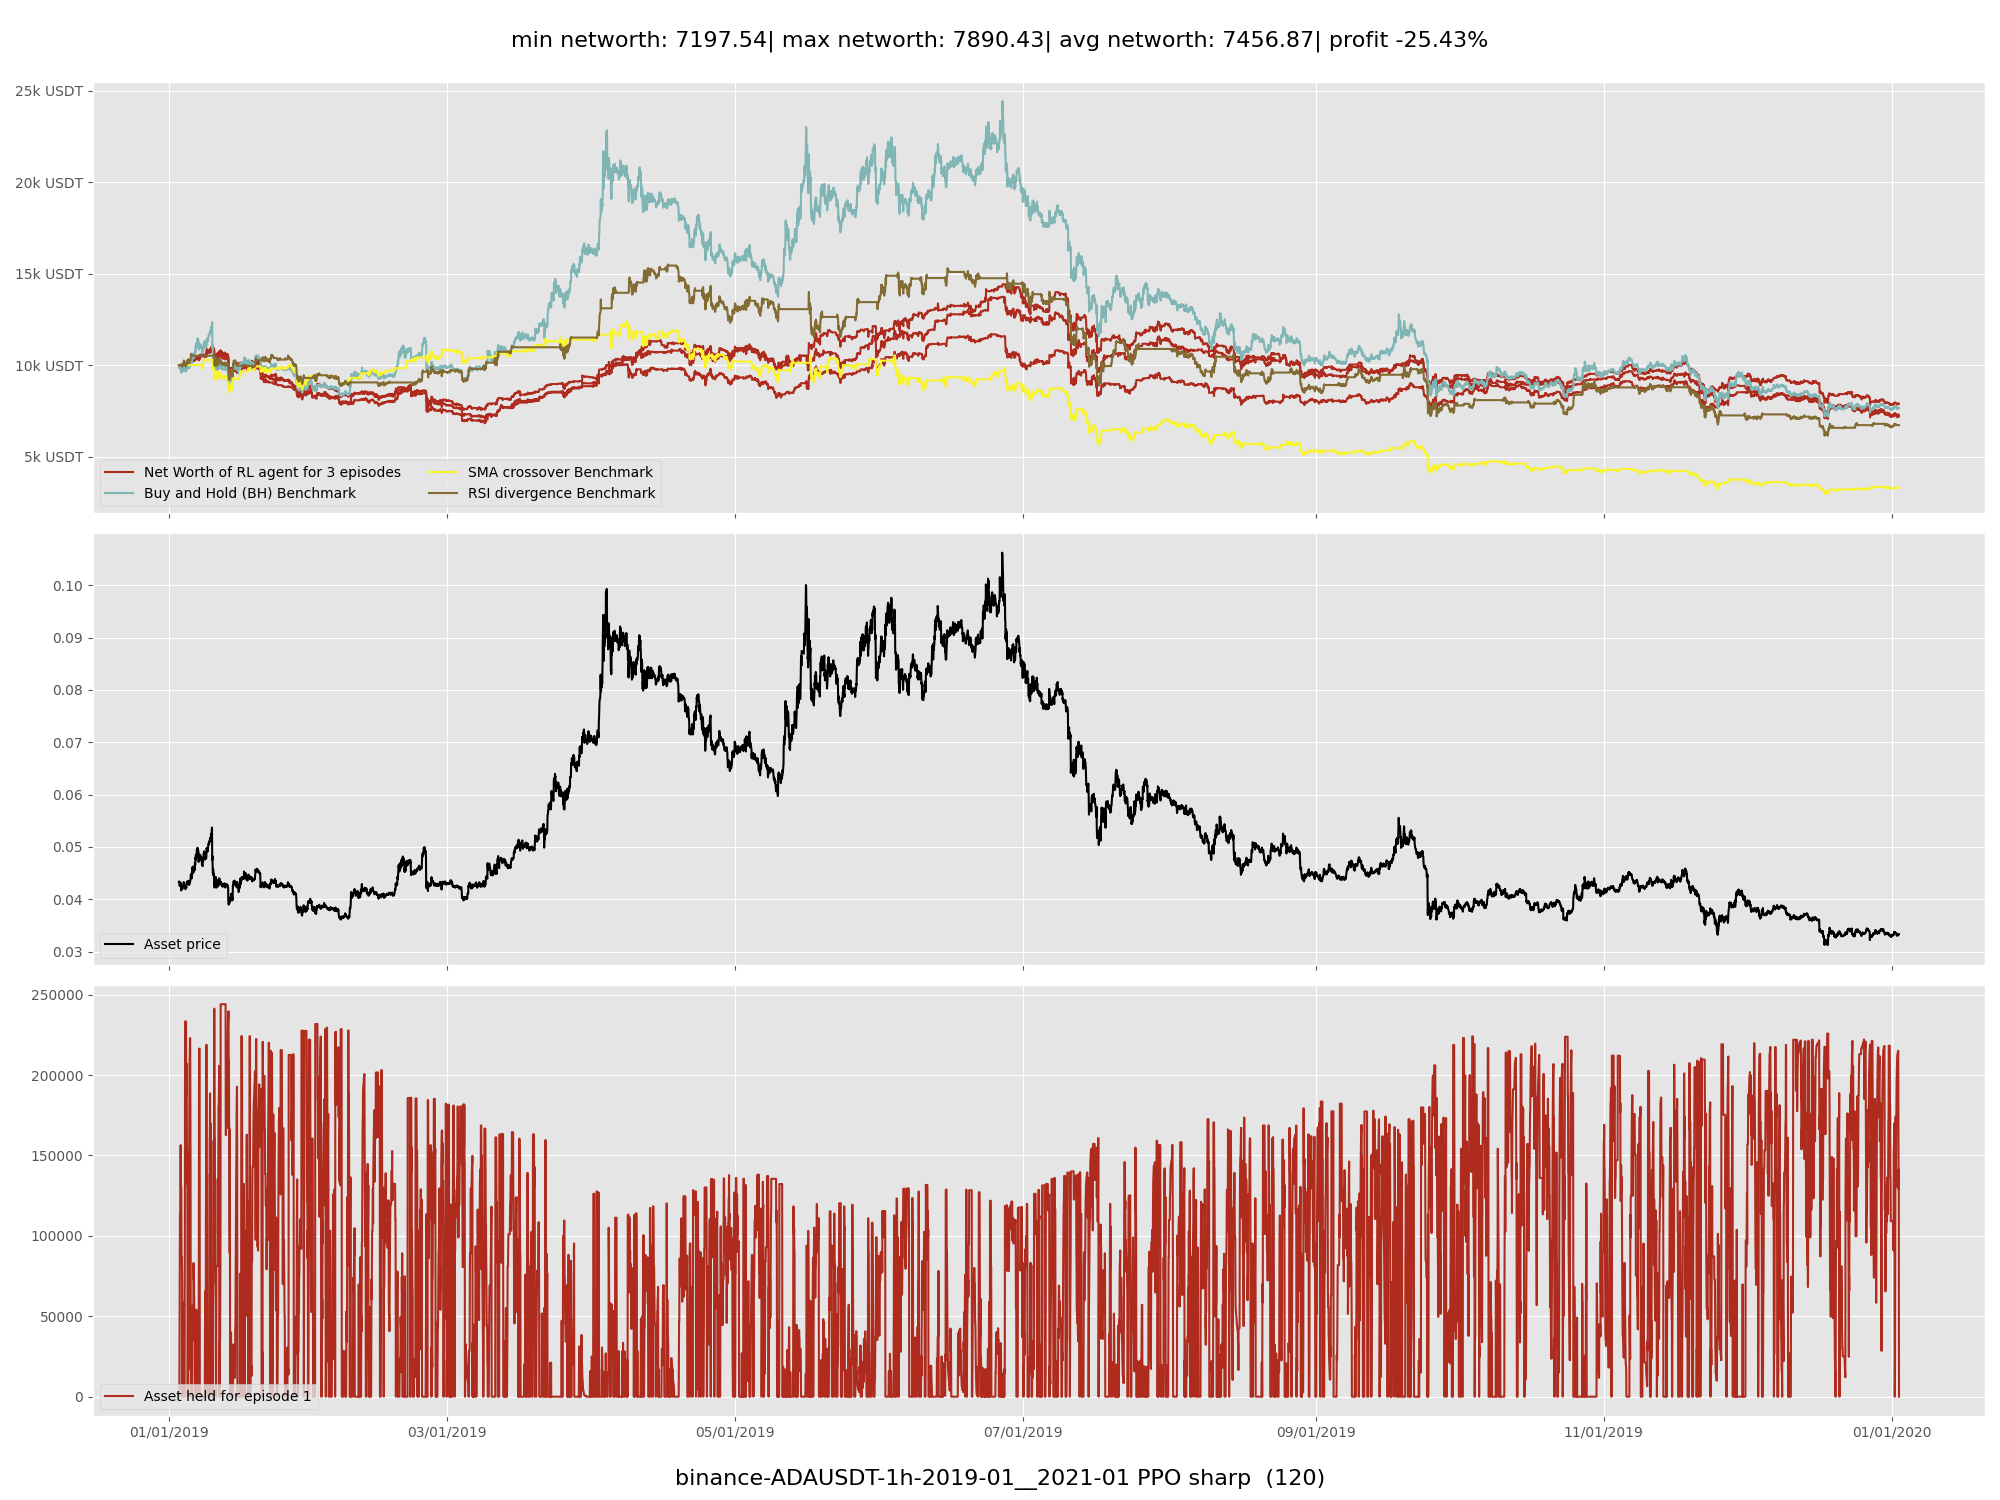 min networth: 7197.54| max networth: 7890.43| avg networth: 7456.87| profit -25.43%
25k USDT
20k USDT
15k USDT
10k USDT
5k USDT
Net Worth of RL agent for 3 episodes
Buy and Hold (BH) Benchmark
SMA crossover Benchmark
RSI divergence Benchmark
0.10
0.09
0.08
0.07
0.06
0.05
0.04
0.03
Asset price
250000
200000
150000
100000
50000
0
Asset held for episode 1
01/01/2019 03/01/2019 05/01/2019 07/01/2019 09/01/2019 11/01/2019 01/01/2020
binance-ADAUSDT-1h-2019-01__2021-01 PPO sharp  (120)